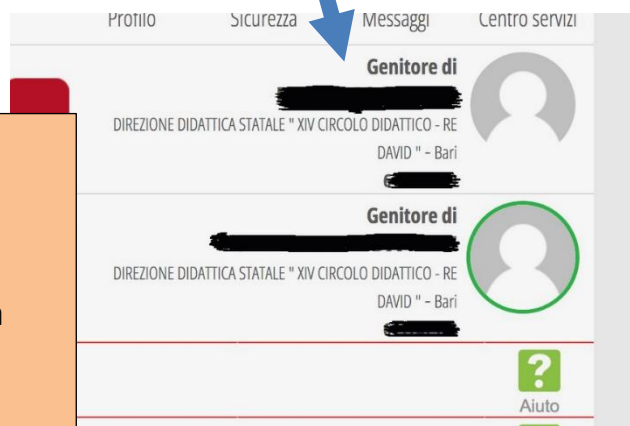 Profilo Sicurezza Messaggi Centro servizi
Genitore di
DIREZIONE DIDATTICA STATALE " XIV CIRCOLO DIDATTICO - RE
DAVID " - Bari
Genitore di
DIREZIONE DIDATTICA STATALE " XIV CIRCOLO DIDATTICO - RE
DAVID " - Bari
?
Aiuto